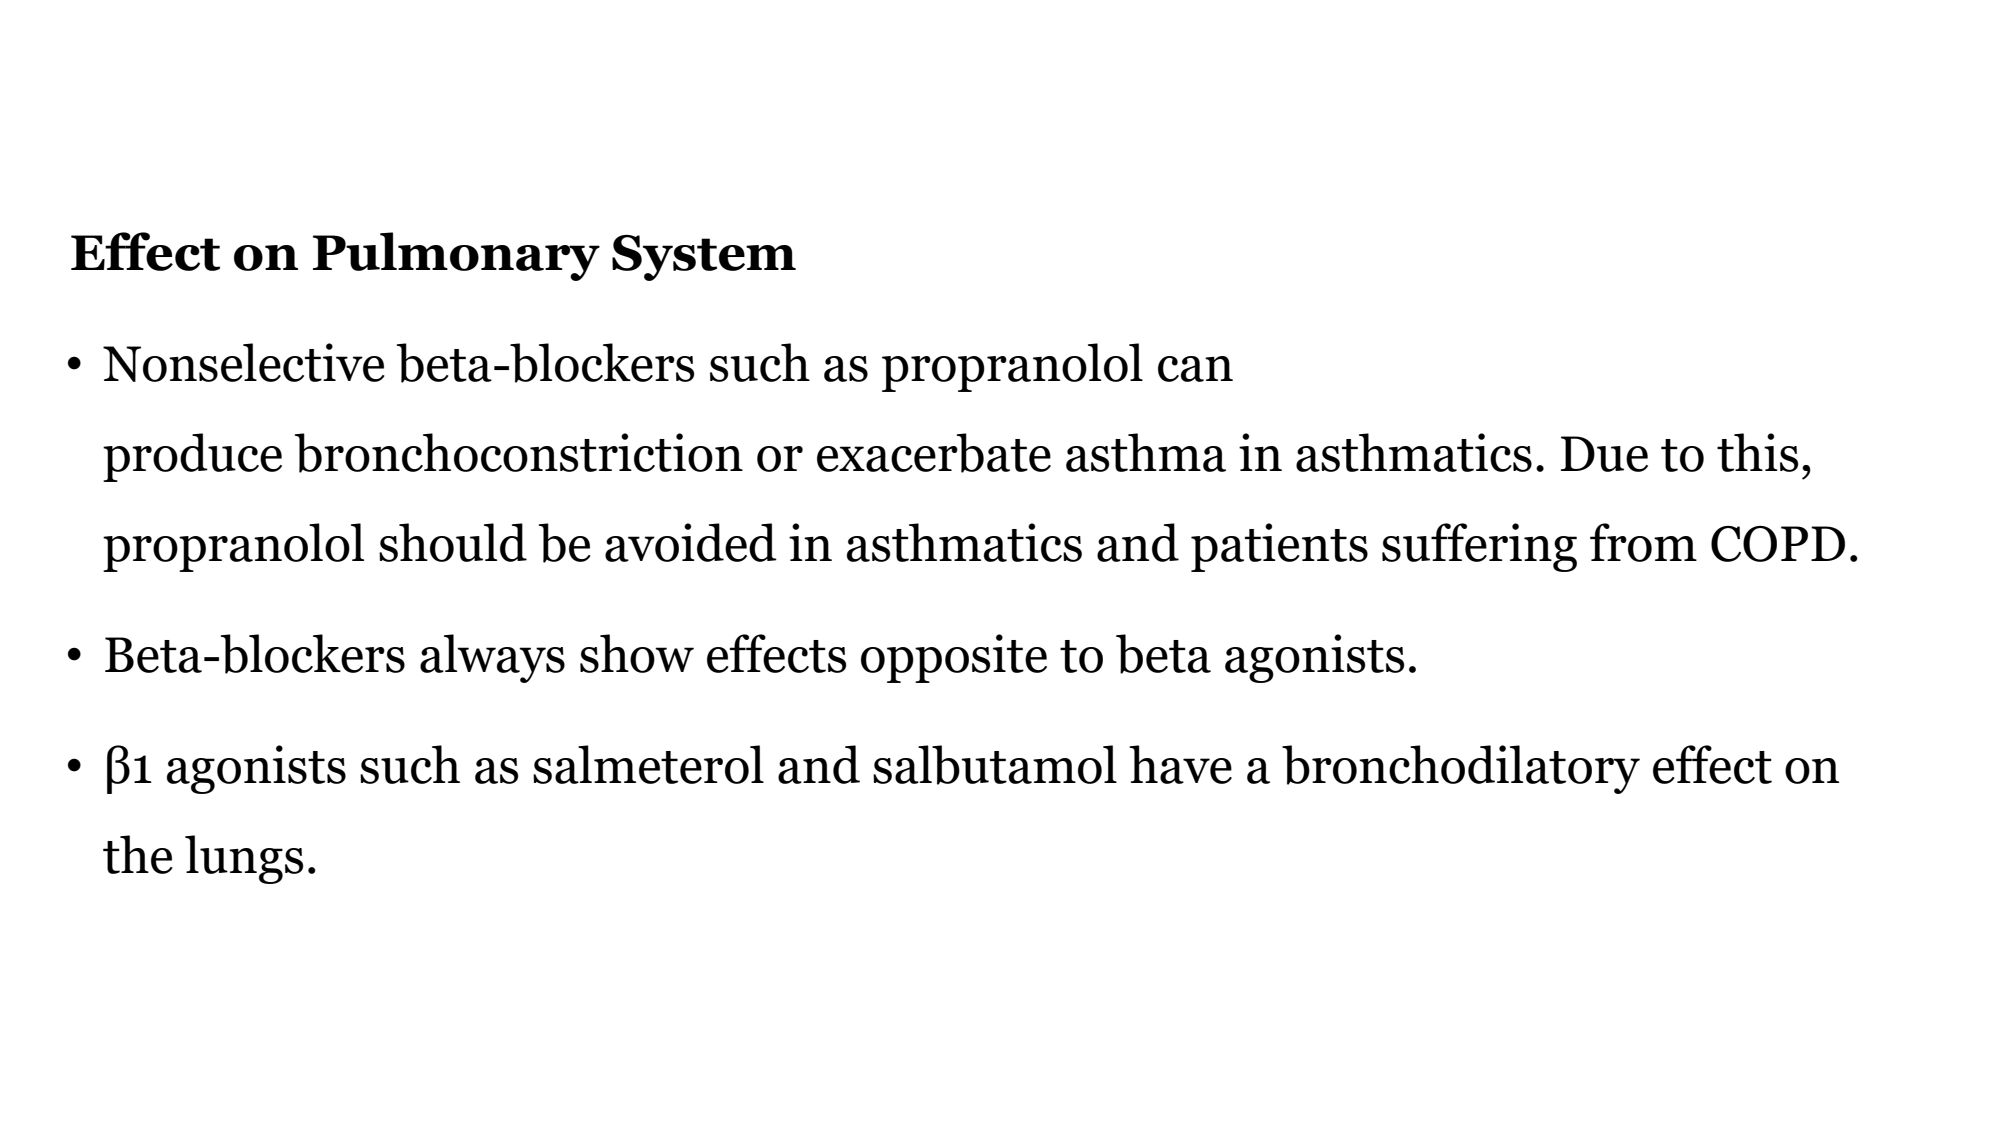 Effect on Pulmonary System
• Nonselective beta-blockers such as propranolol can
produce bronchoconstriction or exacerbate asthma in asthmatics. Due to this,
propranolol should be avoided in asthmatics and patients suffering from COPD.
• Beta-blockers always show effects opposite to beta agonists.
• β1 agonists such as salmeterol and salbutamol have a bronchodilatory effect on
the lungs.